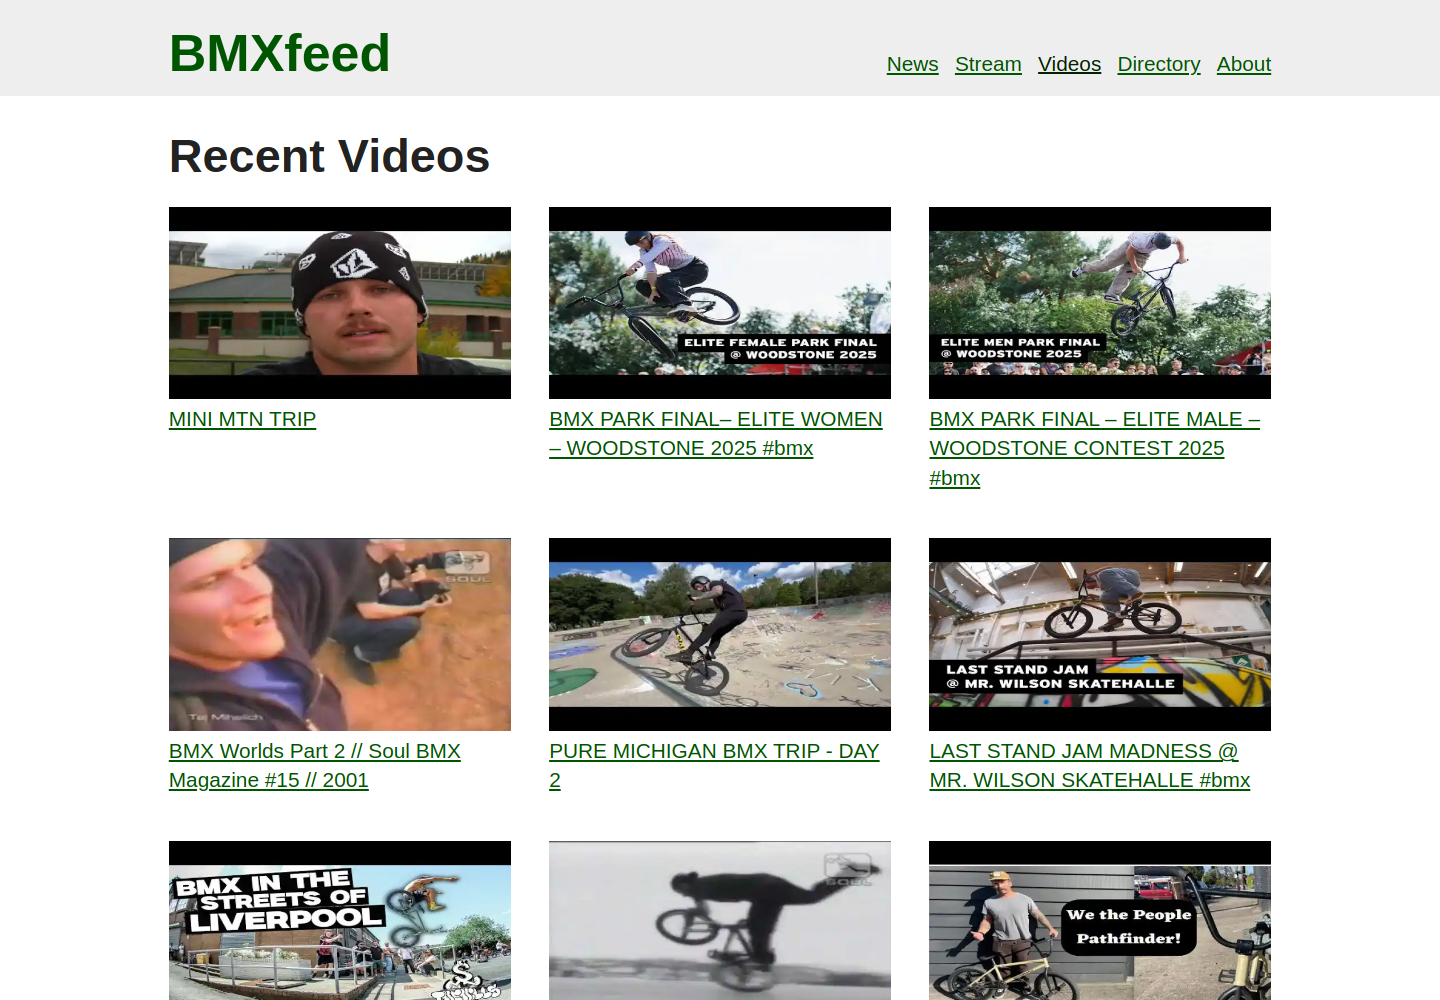 BMXfeed
News Stream Videos Directory About
Recent Videos
ELITE FEMALE PARK FINAL
@ WOODSTONE 2025
ELITE MEN PARK FINAL
@ WOODSTONE 2025
MINI MTN TRIP
BMX PARK FINAL– ELITE WOMEN
– WOODSTONE 2025 #bmx
BMX PARK FINAL – ELITE MALE –
WOODSTONE CONTEST 2025
#bmx
SOUL
Taj Mihelich
LAST STAND JAM
@ MR. WILSON SKATEHALLE
BMX Worlds Part 2 // Soul BMX
Magazine #15 // 2001
PURE MICHIGAN BMX TRIP - DAY
2
LAST STAND JAM MADNESS @
MR. WILSON SKATEHALLE #bmx
BMX IN THE
STREETS OF
LIVERPOOL
SOUL
We the People
Pathfinder!